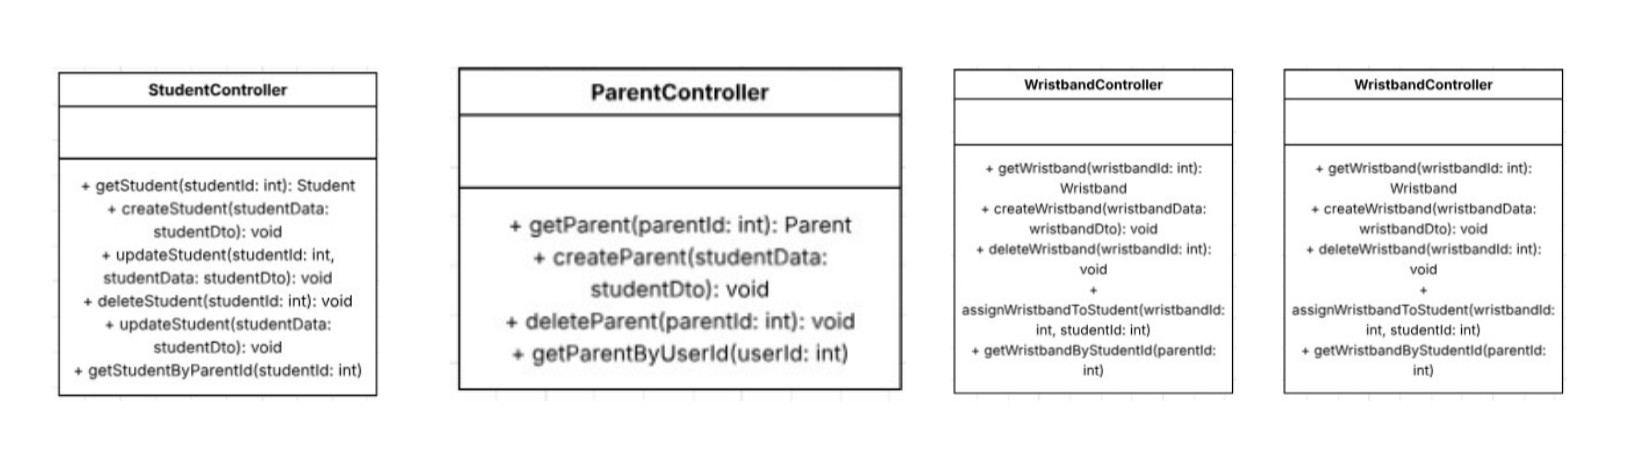 StudentController
+ getStudent(studentId: int): Student
+ createStudent(studentData:
studentDto): void
+ updateStudent(studentId: int,
studentData: studentDto): void
+ deleteStudent(studentId: int): void
+ updateStudent(studentData:
studentDto): void
+ getStudentByParentId(studentId: int)
ParentController
+ getParent(parentId: int): Parent
+ createParent(studentData:
studentDto): void
+ deleteParent(parentId: int): void
+ getParentByUserId(userId: int)
WristbandController
+ getWristband(wristbandId: int):
Wristband
+ createWristband(wristbandData:
wristbandDto): void
+ deleteWristband(wristbandId: int):
void
+
assignWristbandToStudent(wristbandId:
int, studentId: int)
+ getWristbandByStudentId(parentId:
int)
WristbandController
+ getWristband(wristbandId: int):
Wristband
+ createWristband(wristbandData:
wristbandDto): void
+ deleteWristband(wristbandId: int):
void
+
assignWristbandToStudent(wristbandId:
int, studentId: int)
+ getWristbandByStudentId(parentId:
int)